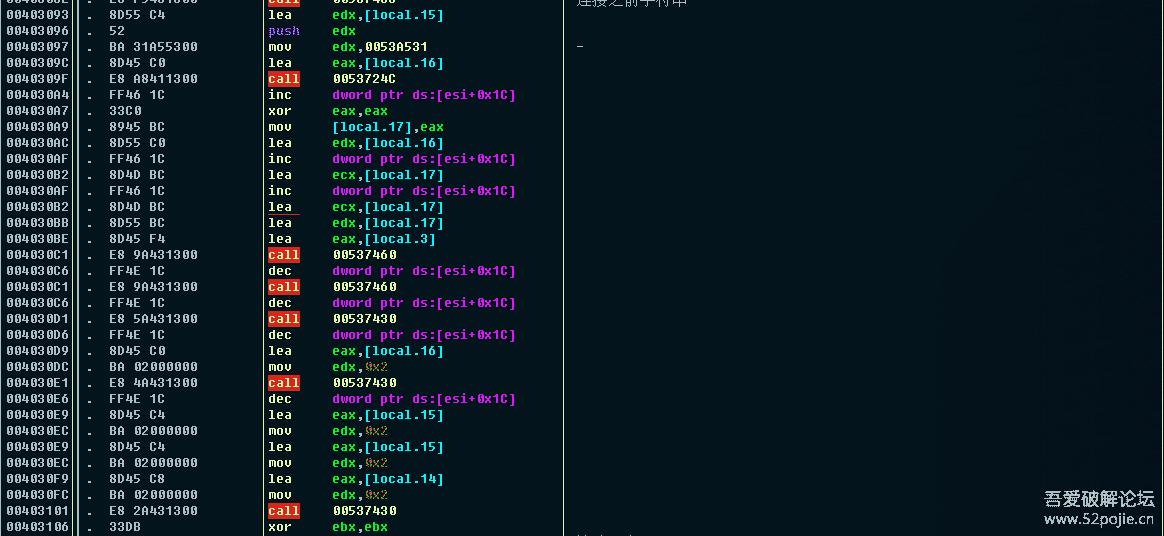 00403093 . 8D55 C4 lea edx,[local.15]
00403096 . 52 push edx
00403097 . BA 31A55300 mov edx,0053A531 -
0040309C . 8D45 C0 lea eax,[local.16]
0040309F . E8 A8411300 call 0053724C
004030A4 . FF46 1C inc dword ptr ds:[esi+0x1C]
004030A7 . 33C0 xor eax,eax
004030A9 . 8945 BC mov [local.17],eax
004030AC . 8D55 C0 lea edx,[local.16]
004030AF . FF46 1C inc dword ptr ds:[esi+0x1C]
004030B2 . 8D4D BC lea ecx,[local.17]
004030AF . FF46 1C inc dword ptr ds:[esi+0x1C]
004030B2 . 8D4D BC lea ecx,[local.17]
004030BB . 8D55 BC lea edx,[local.17]
004030BE . 8D45 F4 lea eax,[local.3]
004030C1 . E8 9A431300 call 00537460
004030C6 . FF4E 1C dec dword ptr ds:[esi+0x1C]
004030C1 . E8 9A431300 call 00537460
004030C6 . FF4E 1C dec dword ptr ds:[esi+0x1C]
004030D1 . E8 5A431300 call 00537430
004030D6 . FF4E 1C dec dword ptr ds:[esi+0x1C]
004030D9 . 8D45 C0 lea eax,[local.16]
004030DC . BA 02000000 mov edx,0x2
004030E1 . E8 4A431300 call 00537430
004030E6 . FF4E 1C dec dword ptr ds:[esi+0x1C]
004030E9 . 8D45 C4 lea eax,[local.15]
004030EC . BA 02000000 mov edx,0x2
004030E9 . 8D45 C4 lea eax,[local.15]
004030EC . BA 02000000 mov edx,0x2
004030F9 . 8D45 C8 lea eax,[local.14]
004030FC . BA 02000000 mov edx,0x2
00403101 . E8 2A431300 call 00537430
00403106 . 33DB xor ebx,ebx
吾爱破解论坛
www.52pojie.cn